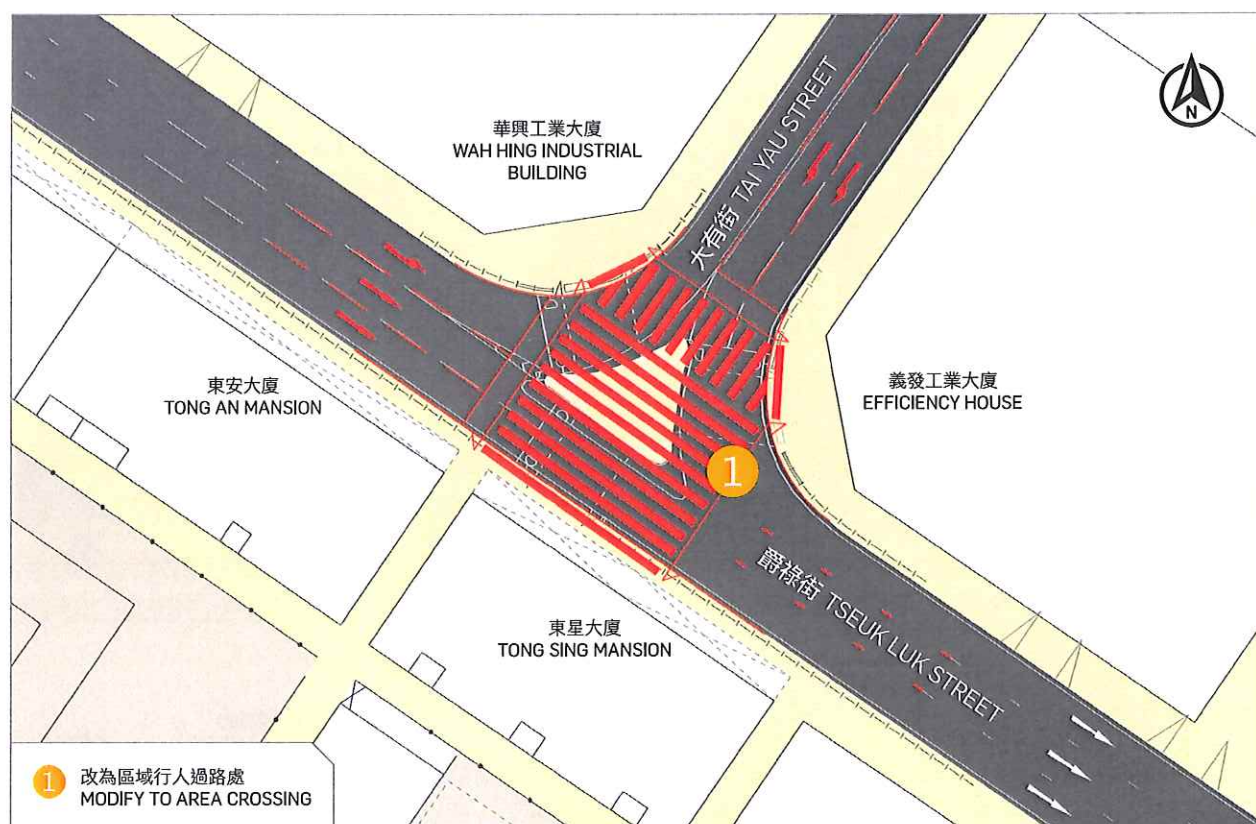 N
華興工業大廈
WAH HING INDUSTRIAL
BUILDING
大有街 TAI YAU STREET
東安大廈
TONG AN MANSION
義發工業大廈
EFFICIENCY HOUSE
1
爵祿街 TSEUK LUK STREET
東星大廈
TONG SING MANSION
1 改為區域行人過路處
MODIFY TO AREA CROSSING